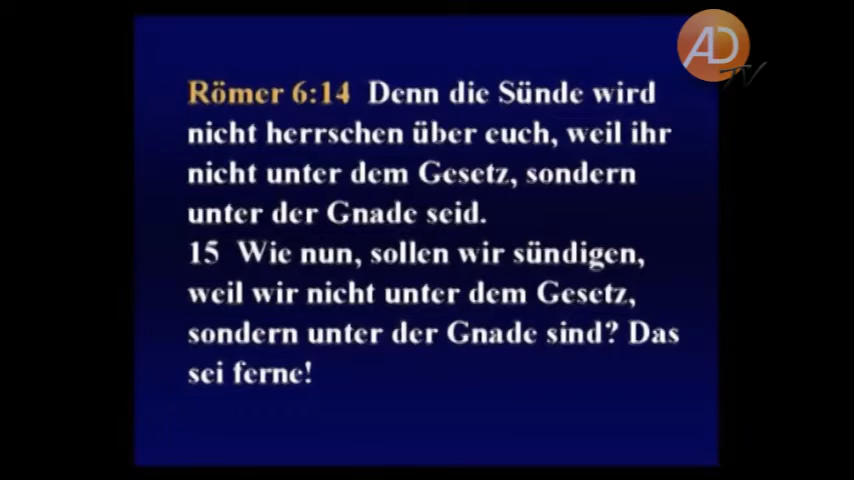 AD
TV
Römer 6:14 Denn die Sünde wird
nicht herrschen über euch, weil ihr
nicht unter dem Gesetz, sondern
unter der Gnade seid.
15 Wie nun, sollen wir sündigen,
weil wir nicht unter dem Gesetz,
sondern unter der Gnade sind? Das
sei ferne!